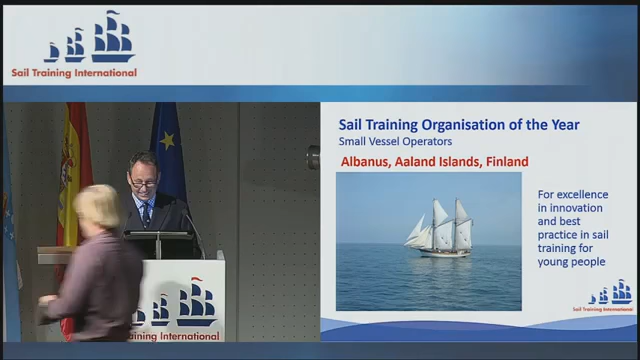 Sail Training International
Sail Training Organisation of the Year
Small Vessel Operators
Albanus, Aaland Islands, Finland
For excellence
in innovation
and best
practice in sail
training for
young people
Sail Training International
Training International